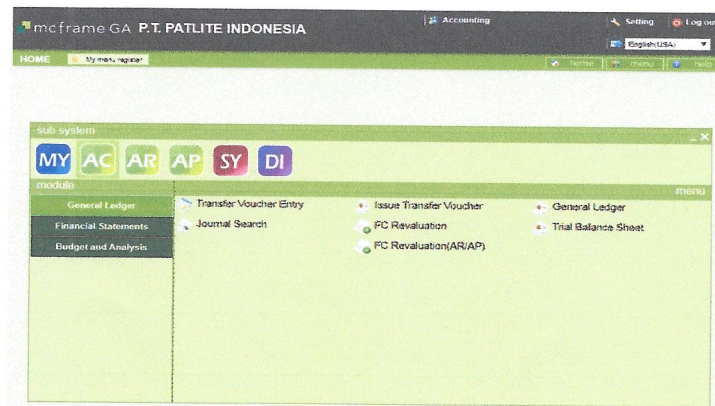 mcframe GA P.T. PATLITE INDONESIA
Accounting
Setting
Log out
English(USA)
HOME
My menu register
home
menu
help
sub system
MY AC AR AP SY DI
module
menu
General Ledger
Financial Statements
Budget and Analysis
Transfer Voucher Entry
Issue Transfer Voucher
General Ledger
Journal Search
FC Revaluation
Trial Balance Sheet
FC Revaluation(AR/AP)